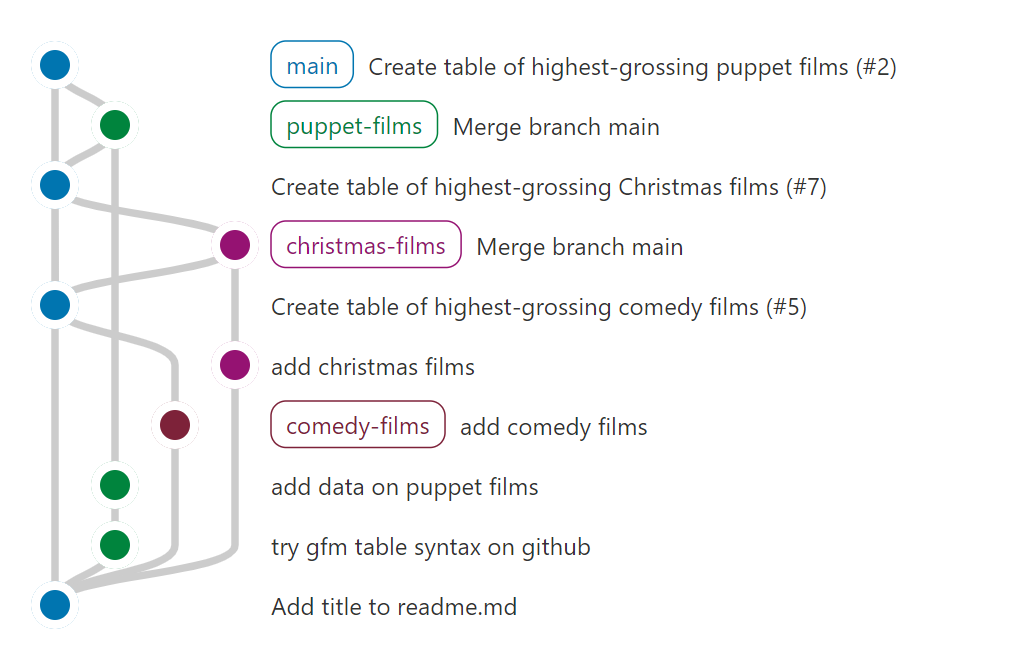 main Create table of highest-grossing puppet films (#2)
puppet-films Merge branch main
Create table of highest-grossing Christmas films (#7)
christmas-films Merge branch main
Create table of highest-grossing comedy films (#5)
add christmas films
comedy-films add comedy films
add data on puppet films
try gfm table syntax on github
Add title to readme.md